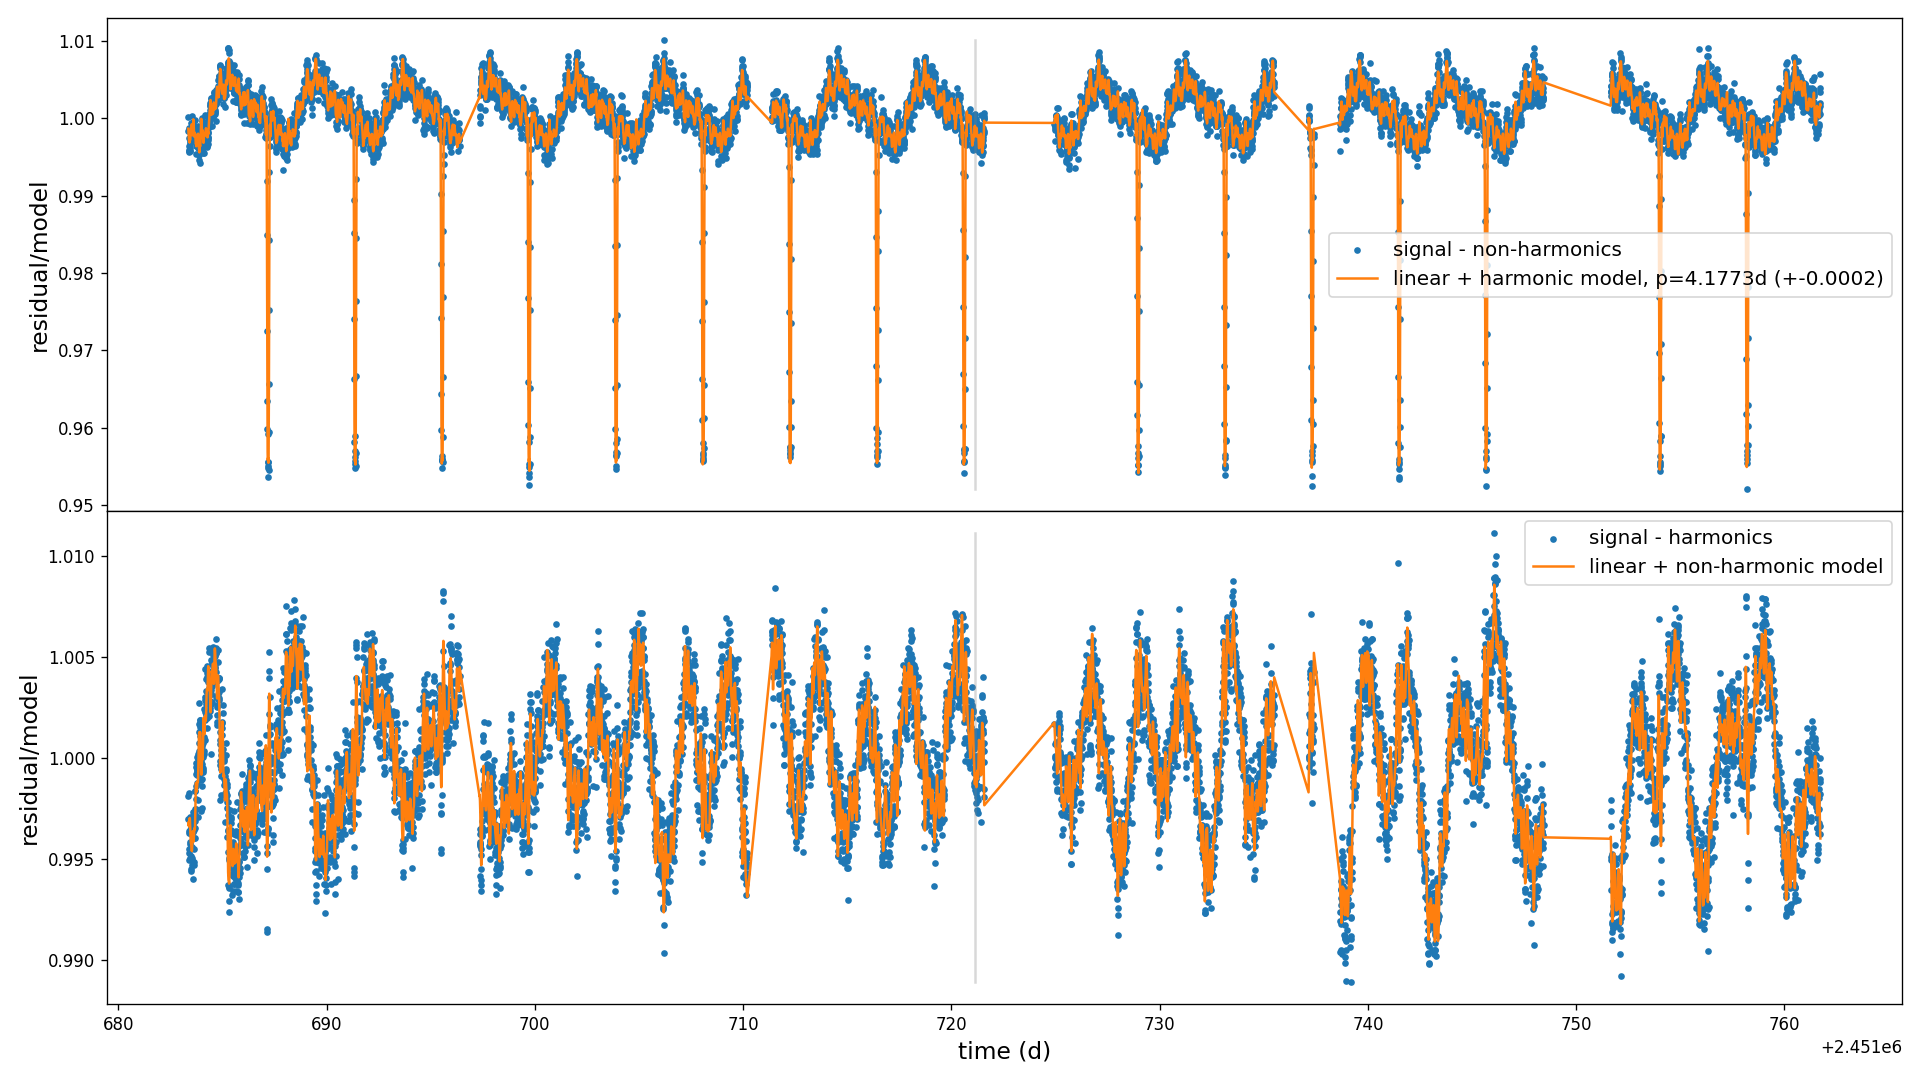 1.01
1.00
0.99
0.98
0.97
0.96
0.95
residual/model
signal - non-harmonics
linear + harmonic model, p=4.1773d (+-0.0002)
1.010
1.005
1.000
0.995
0.990
residual/model
signal - harmonics
linear + non-harmonic model
680 690 700 710 720 730 740 750 760
time (d)
+2.451e6